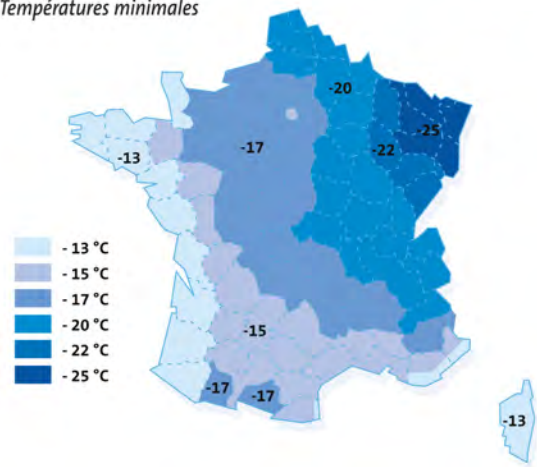 Températures minimales
-20
-25
-17
-22
-13
- 13 °C
- 15 °C
- 17 °C
- 20 °C
- 22 °C
- 25 °C
-15
-17
-17
-13